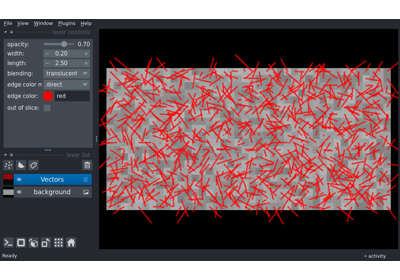 File View Window Plugins Help
layer controls
opacity: 0.70
width: 0.20
length: 2.50
blending: translucent
edge color m direct
edge color: red
out of slice:
layer list
Vectors
background
Ready
activity